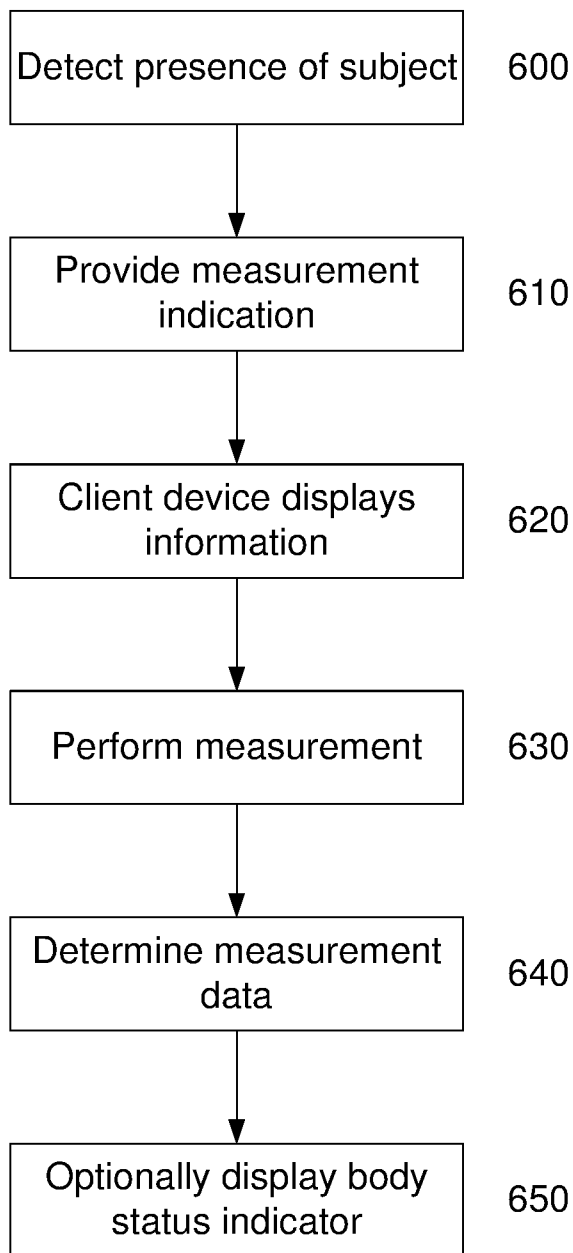 Detect presence of subject 600
Provide measurement
indication
610
Client device displays
information
620
Perform measurement 630
Determine measurement
data
640
Optionally display body
status indicator
650